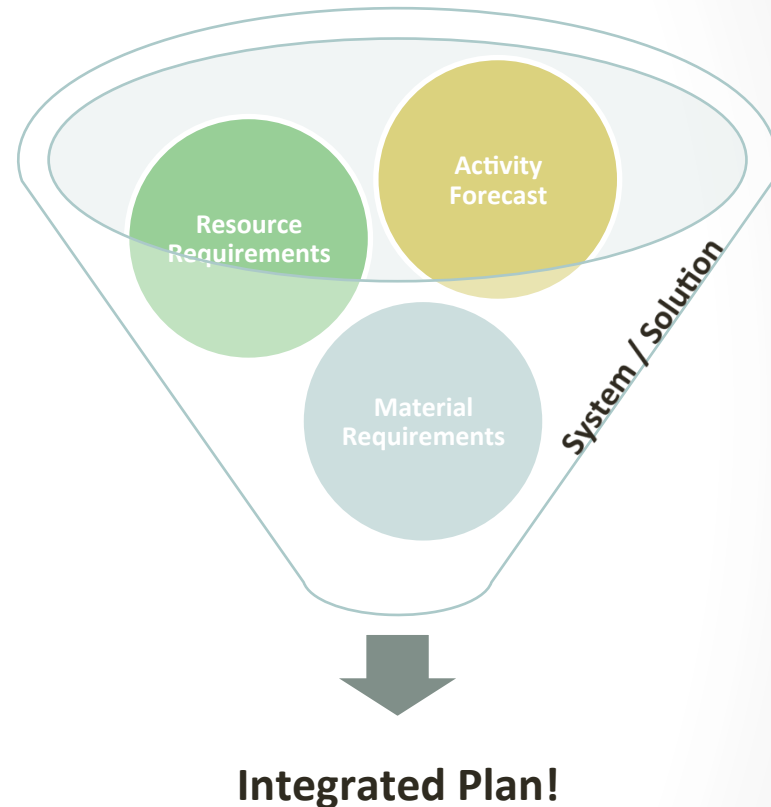 Activity
Forecast
Resource
Requirements
System / Solution
Material
Requirements
Integrated Plan!